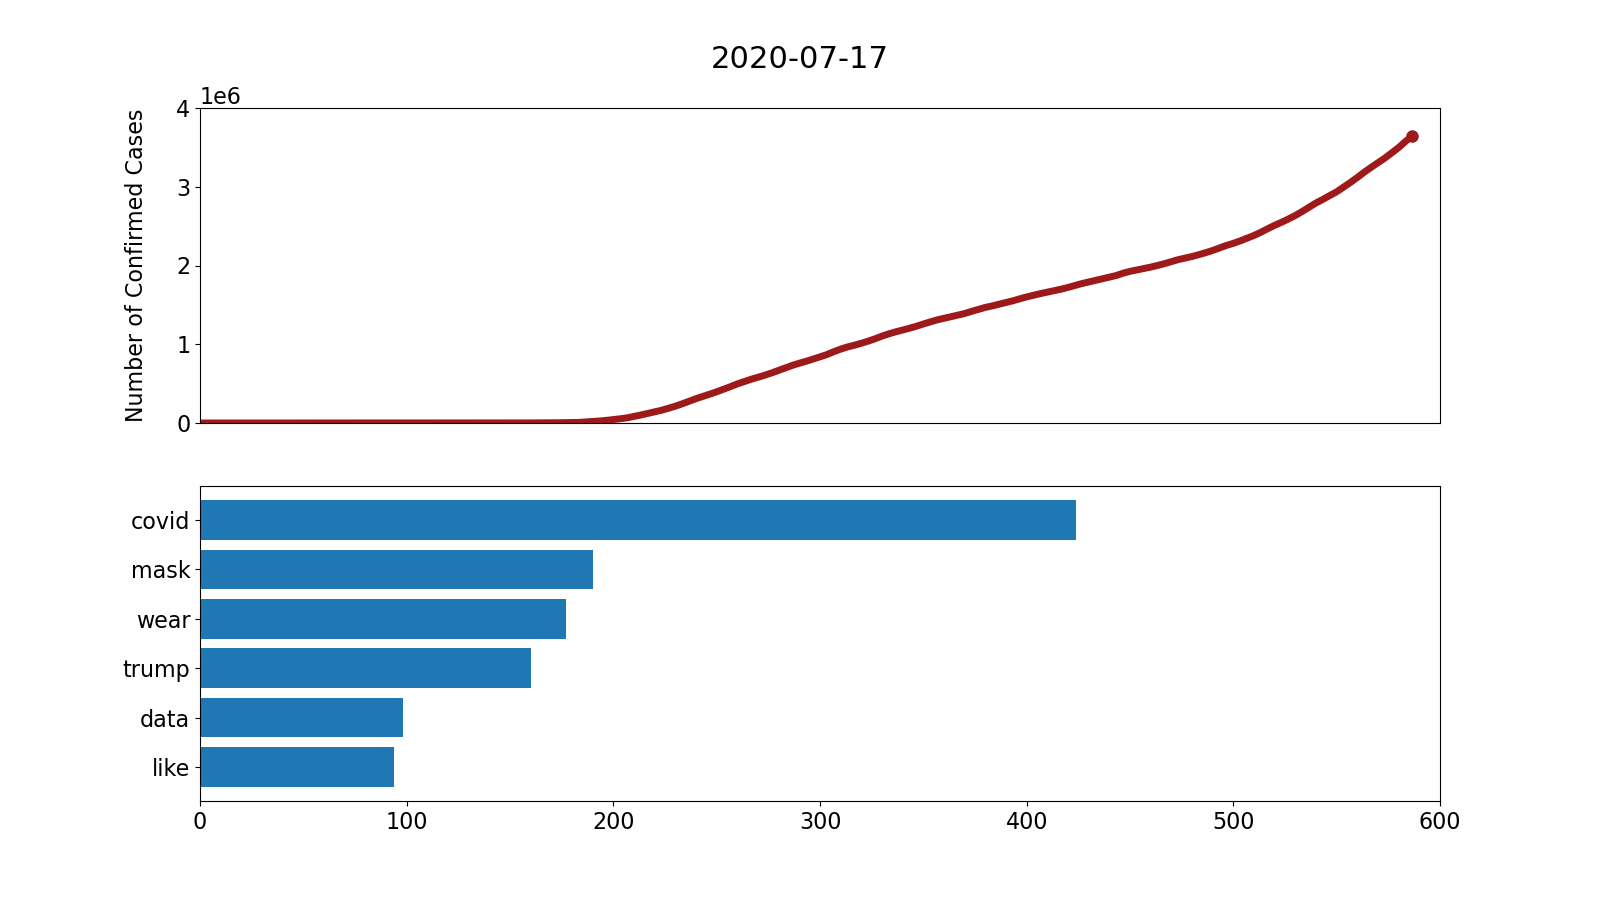 2020-07-17
1e6
Number of Confirmed Cases
4
3
2
1
0
covid
mask
wear
trump
data
like
0 100 200 300 400 500 600